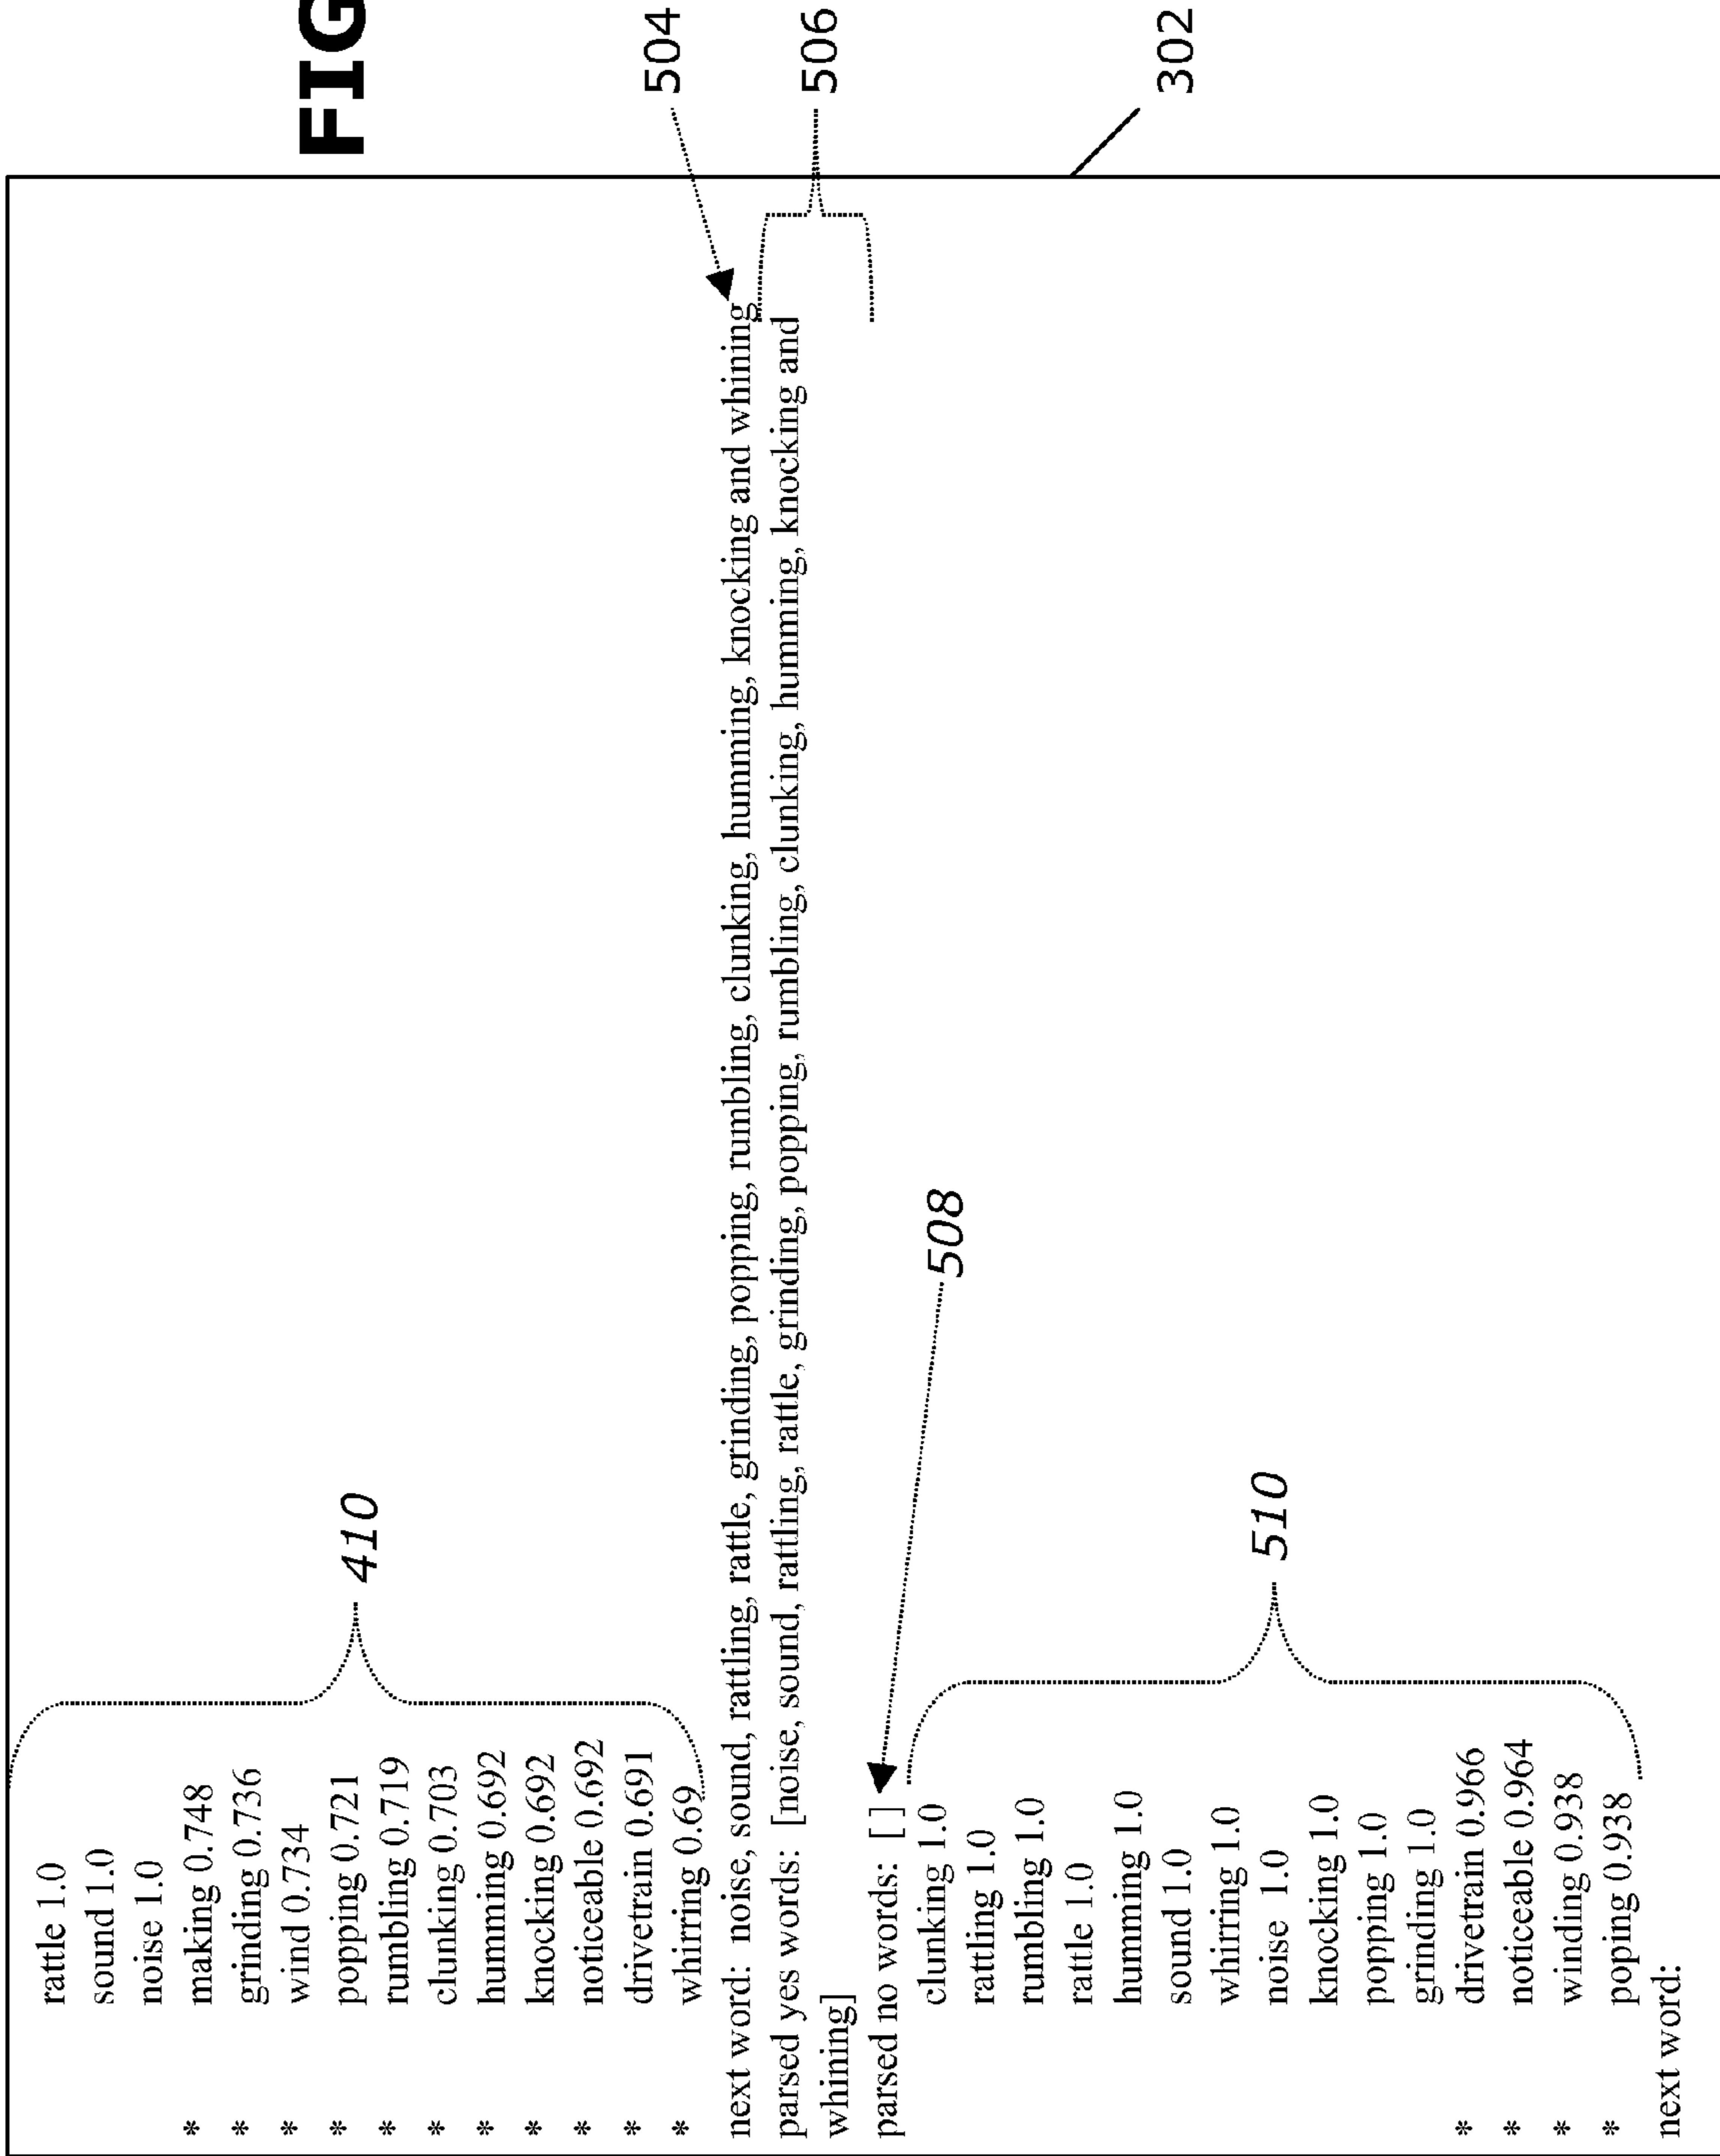 FIG
rattle 1.0
sound 1.0
noise 1.0
* making 0.748
* grinding 0.736
* wind 0.734
* popping 0.721
* rumbling 0.719
* clunking 0.703
* humming 0.692
* knocking 0.692
* noticeable 0.692
* drivetrain 0.691
* whirring 0.69
410
504
next word: noise, sound, rattling, rattle, grinding, popping, rumbling, clunking, humming, knocking and whining
parsed yes words: [noise, sound, rattling, rattle, grinding, popping, rumbling, clunking, humming, knocking and
whining]
506
parsed no words: [ ]
508
clunking 1.0
rattling 1.0
rumbling 1.0
rattle 1.0
humming 1.0
sound 1.0
whirring 1.0
noise 1.0
knocking 1.0
popping 1.0
grinding 1.0
* drivetrain 0.966
* noticeable 0.964
* winding 0.938
* poping 0.938
510
302
next word: